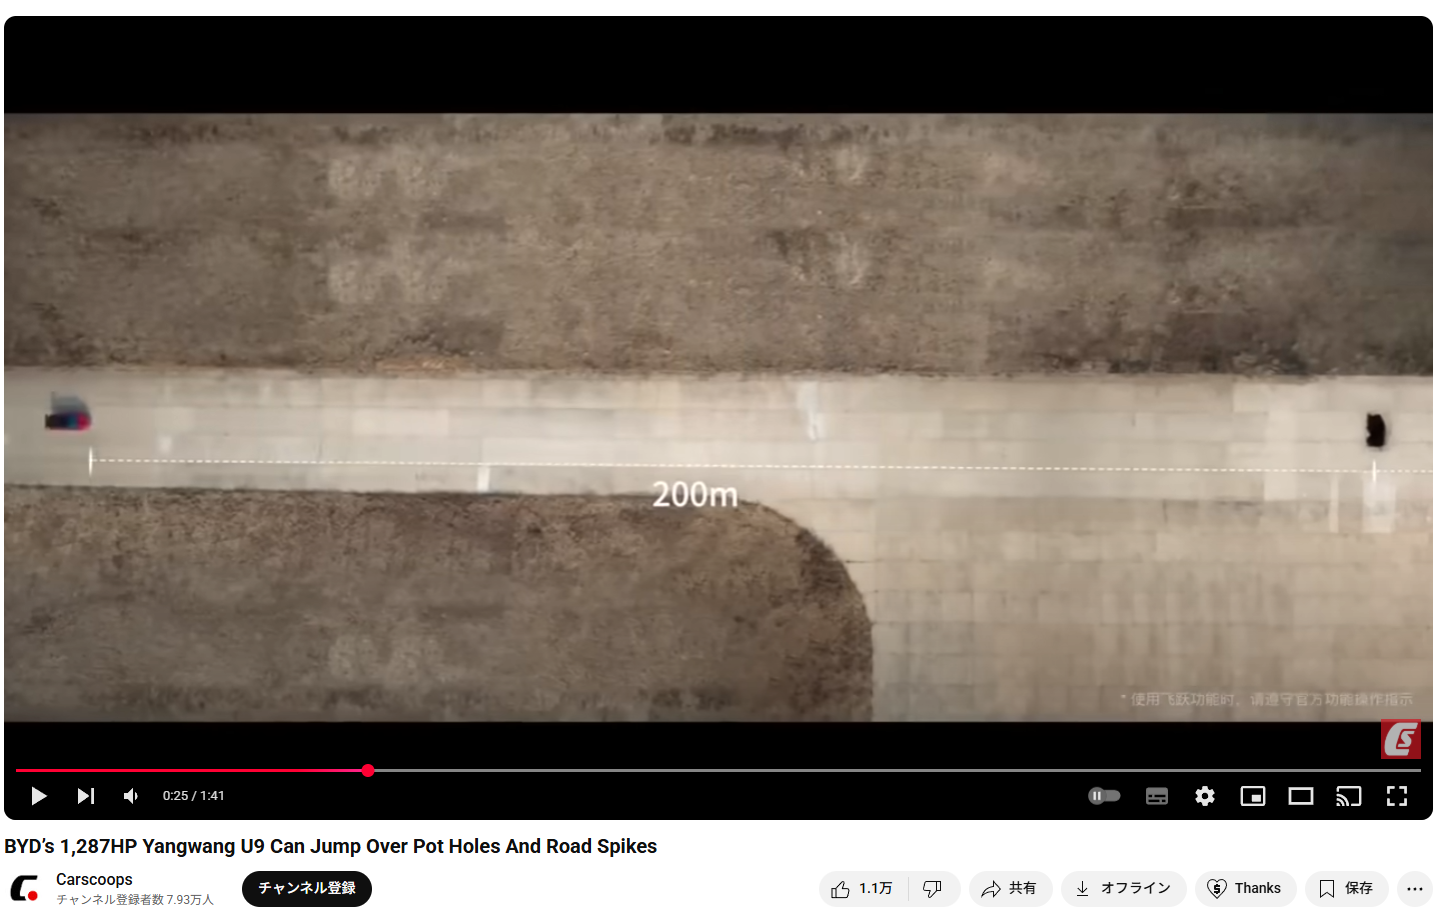 200m
* 使用飞跃功能时，请遵守官方功能操作指示
0:25 / 1:41
BYD’s 1,287HP Yangwang U9 Can Jump Over Pot Holes And Road Spikes
Carscoops
チャンネル登録者数 7.93万人
チャンネル登録
1.1万
共有
オフライン
Thanks
保存